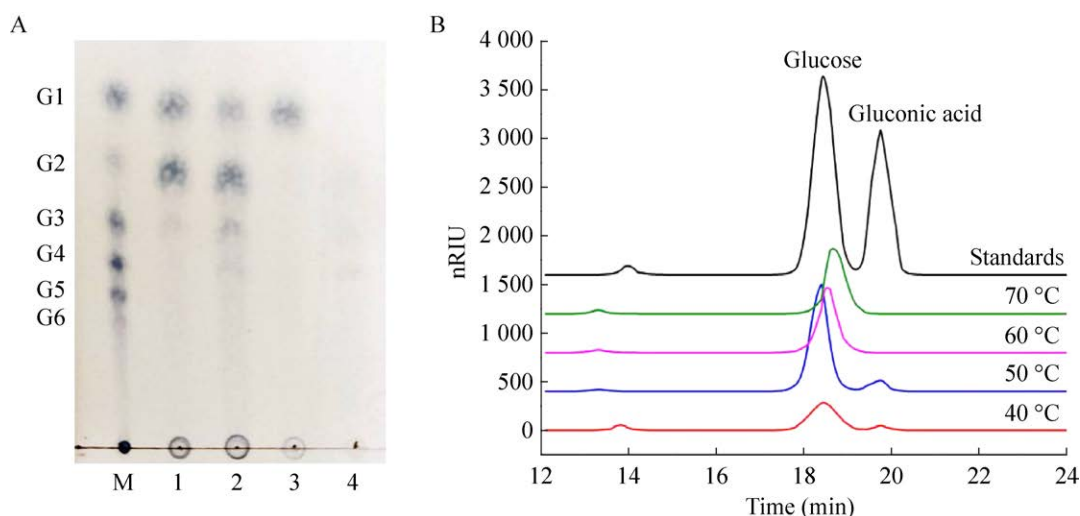 A
G1
G2
G3
G4
G5
G6
M 1 2 3 4
B
4 000
3 500
3 000
2 500
2 000
1 500
1 000
500
0
nRIU
Glucose
Gluconic acid
Standards
70 °C
60 °C
50 °C
40 °C
12 14 16 18 20 22 24
Time (min)